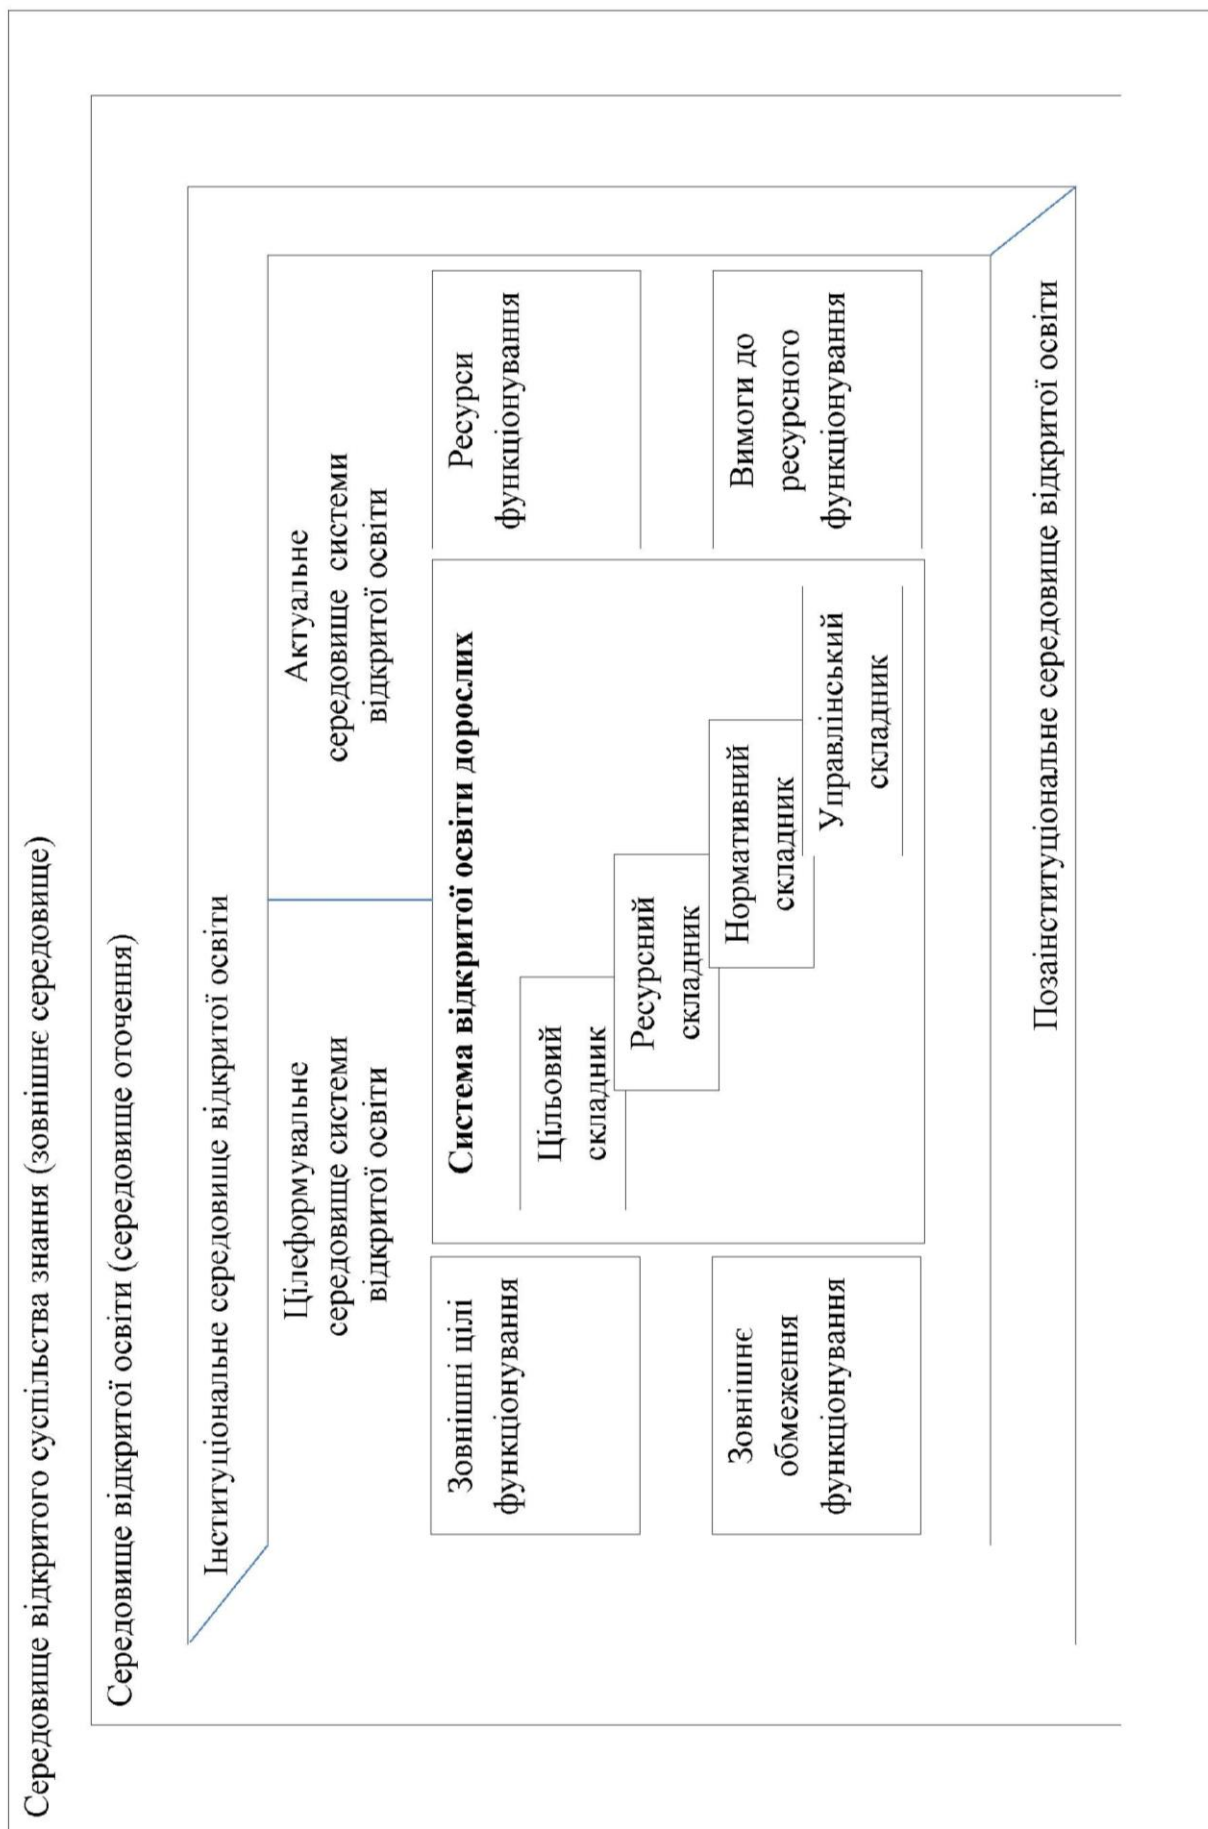 Середовище відкритого суспільства знання (зовнішнє середовище)
Середовище відкритої освіти (середовище оточення)
Інституціональне середовище відкритої освіти
Цілеформувальне
середовище системи
відкритої освіти
Актуальне
середовище системи
відкритої освіти
Зовнішні цілі
функціонування
Зовнішнє
обмеження
функціонування
Система відкритої освіти дорослих
Цільовий
складник
Ресурсний
складник
Нормативний
складник
Управлінський
складник
Ресурси
функціонування
Вимоги до
ресурсного
функціонування
Позаінституціональне середовище відкритої освіти